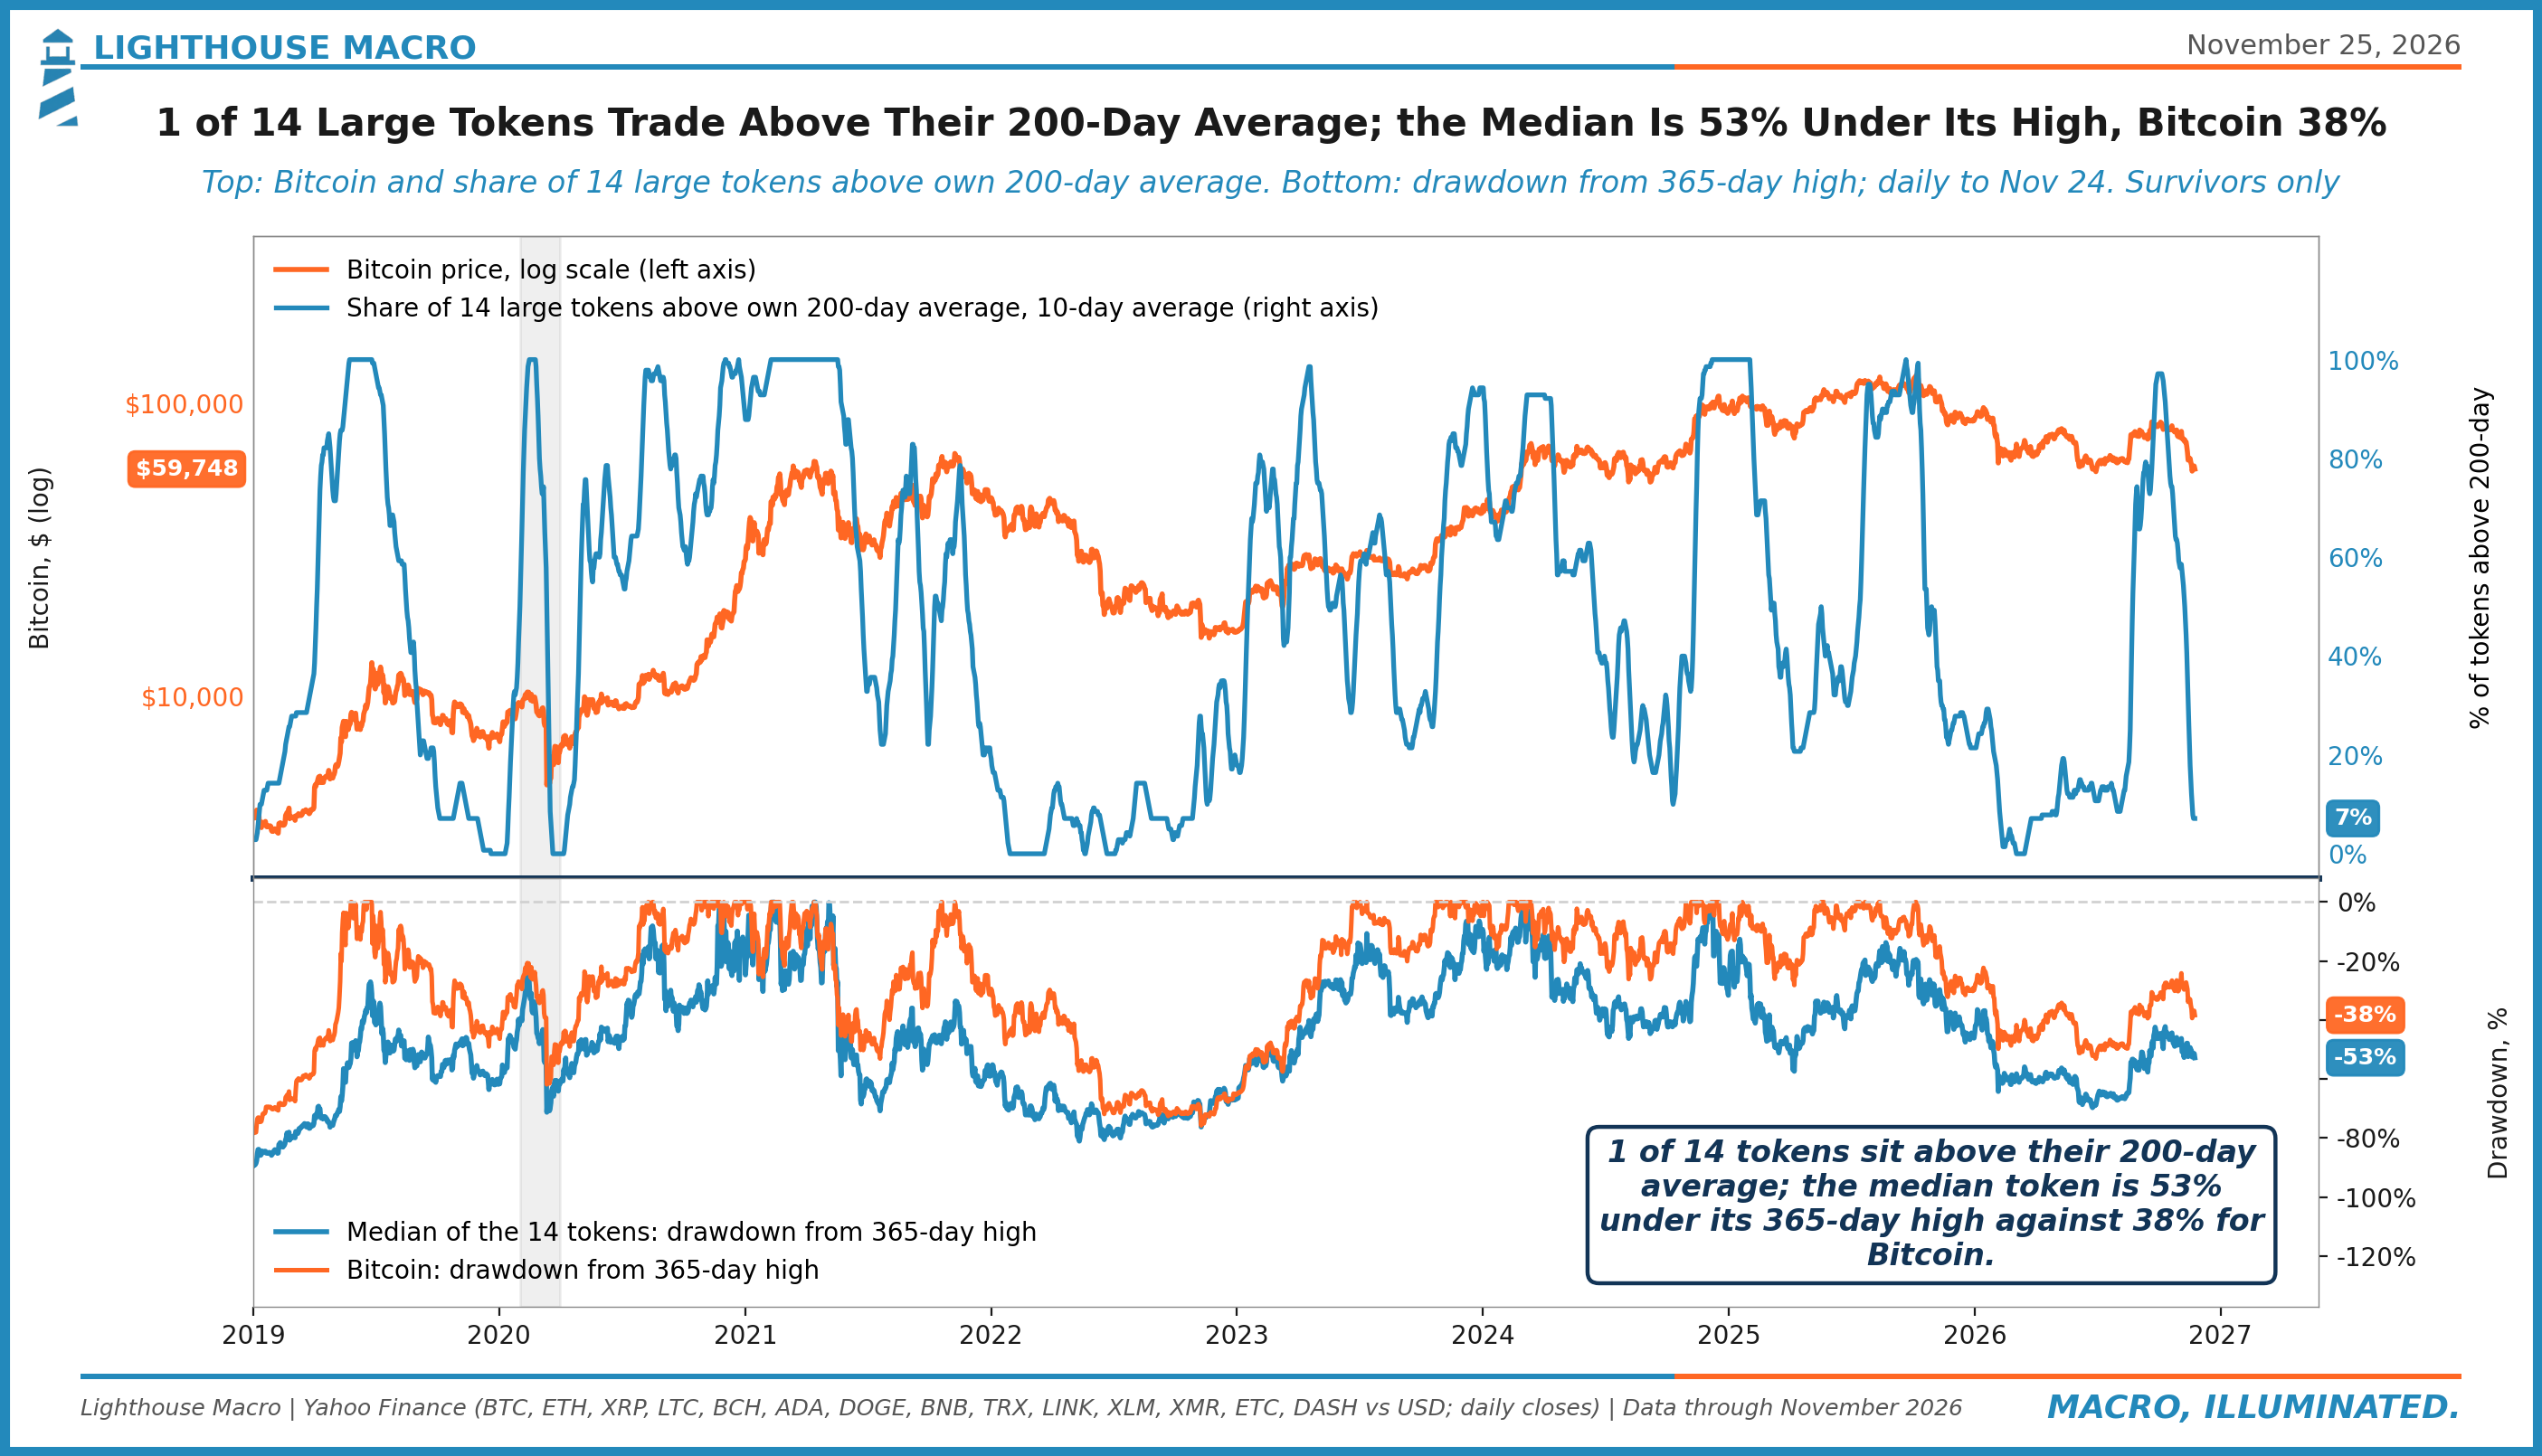 LIGHTHOUSE MACRO
November 25, 2026
1 of 14 Large Tokens Trade Above Their 200-Day Average; the Median Is 53% Under Its High, Bitcoin 38%
Top: Bitcoin and share of 14 large tokens above own 200-day average. Bottom: drawdown from 365-day high; daily to Nov 24. Survivors only
Bitcoin price, log scale (left axis)
Share of 14 large tokens above own 200-day average, 10-day average (right axis)
Bitcoin, $ (log)
$100,000
$59,748
$10,000
100%
80%
60%
40%
20%
7%
0%
% of tokens above 200-day
0%
-20%
-38%
-53%
-80%
-100%
-120%
Drawdown, %
Median of the 14 tokens: drawdown from 365-day high
Bitcoin: drawdown from 365-day high
1 of 14 tokens sit above their 200-day
average; the median token is 53%
under its 365-day high against 38% for
Bitcoin.
2019
2020
2021
2022
2023
2024
2025
2026
2027
Lighthouse Macro | Yahoo Finance (BTC, ETH, XRP, LTC, BCH, ADA, DOGE, BNB, TRX, LINK, XLM, XMR, ETC, DASH vs USD; daily closes) | Data through November 2026
MACRO, ILLUMINATED.